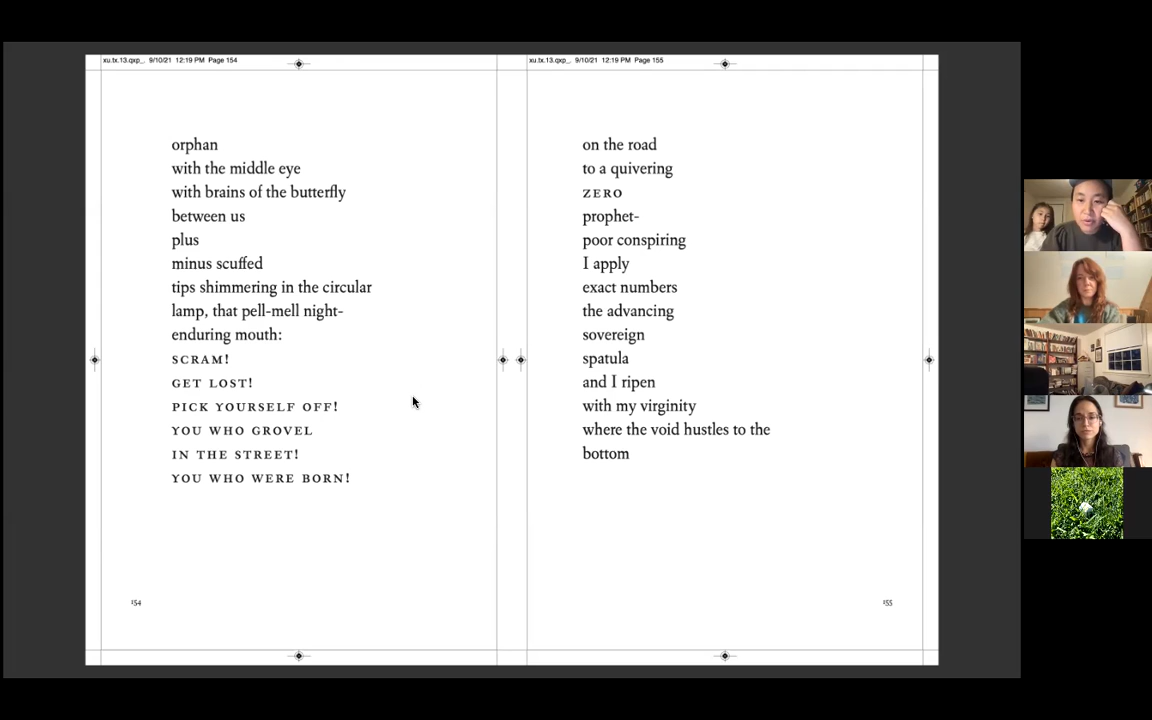 xu.tx.13.qxp_ 9/10/21 12:19 PM Page 154
orphan
with the middle eye
with brains of the butterfly
between us
plus
minus scuffed
tips shimmering in the circular
lamp, that pell-mell night-
enduring mouth:
SCRAM!
GET LOST!
PICK YOURSELF OFF!
YOU WHO GROVEL
IN THE STREET!
YOU WHO WERE BORN!
154
xu.tx.13.qxp_ 9/10/21 12:19 PM Page 155
on the road
to a quivering
ZERO
prophet-
poor conspiring
I apply
exact numbers
the advancing
sovereign
spatula
and I ripen
with my virginity
where the void hustles to the
bottom
155